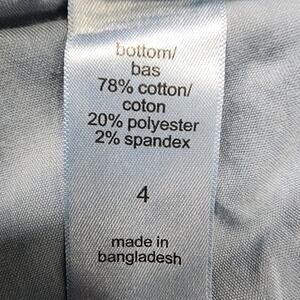 bottom/
bas
78% cotton/
coton
20% polyester
2% spandex
4
made in
bangladesh